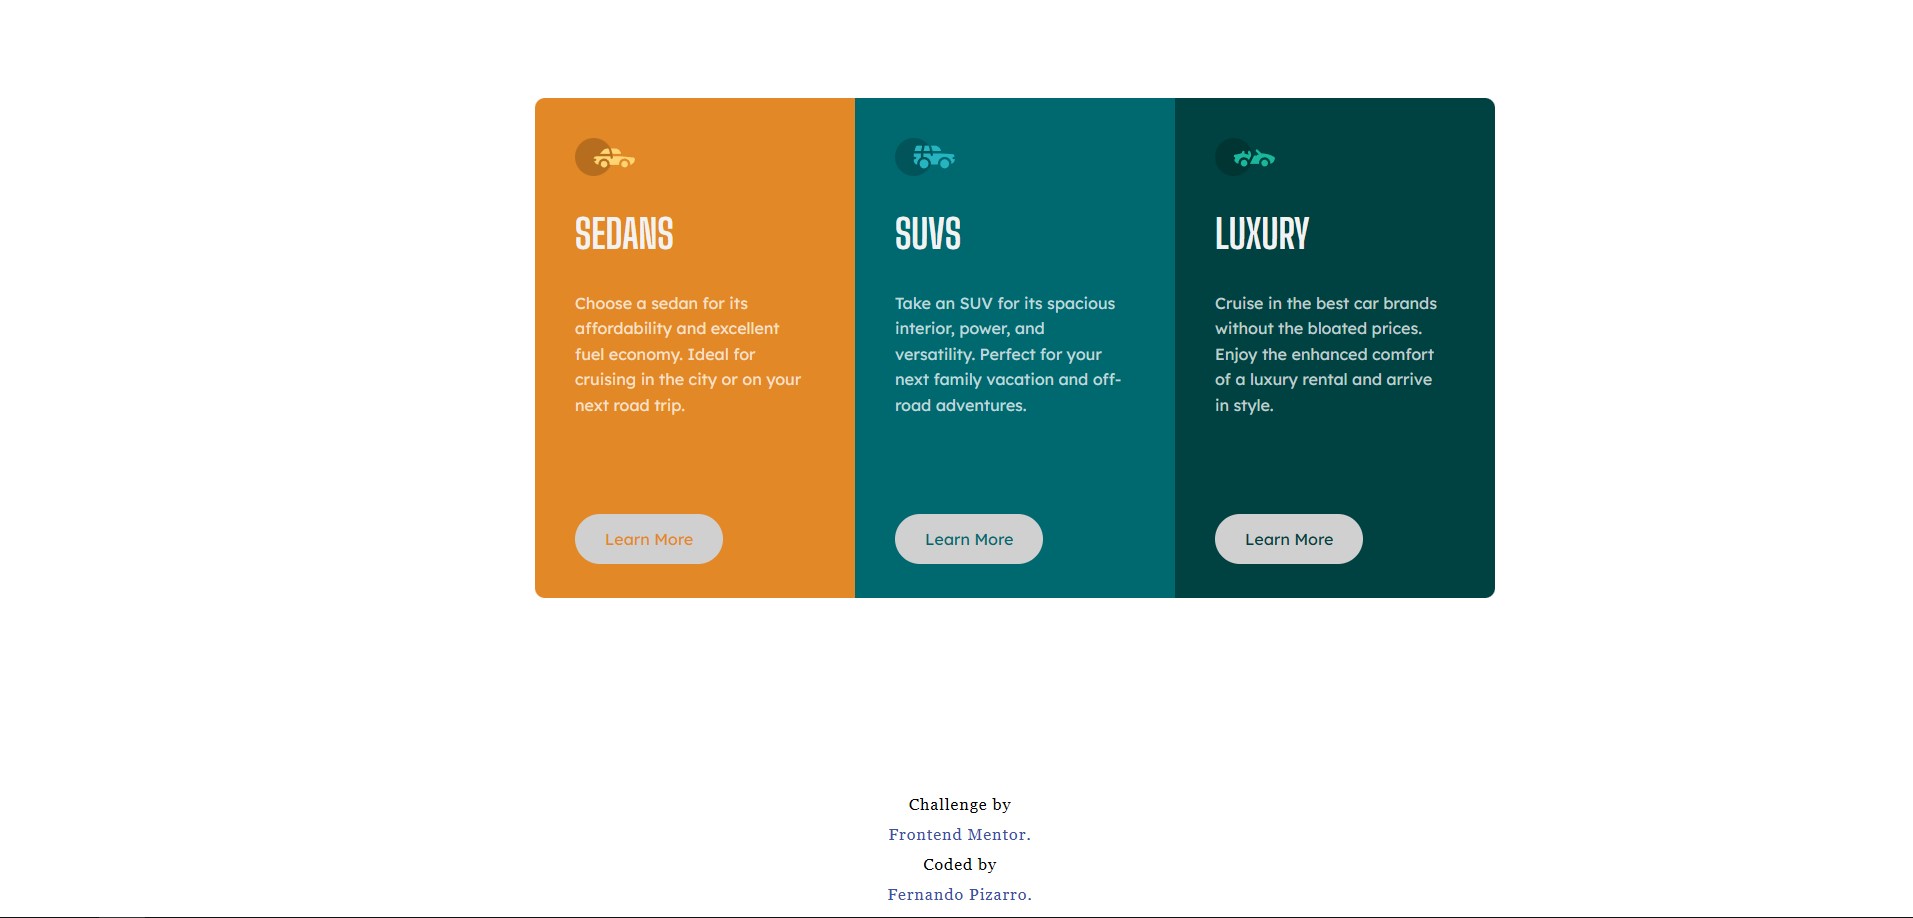 SEDANS
Choose a sedan for its
affordability and excellent
fuel economy. Ideal for
cruising in the city or on your
next road trip.
Learn More
SUVS
Take an SUV for its spacious
interior, power, and
versatility. Perfect for your
next family vacation and off-
road adventures.
Learn More
LUXURY
Cruise in the best car brands
without the bloated prices.
Enjoy the enhanced comfort
of a luxury rental and arrive
in style.
Learn More
Challenge by
Frontend Mentor.
Coded by
Fernando Pizarro.